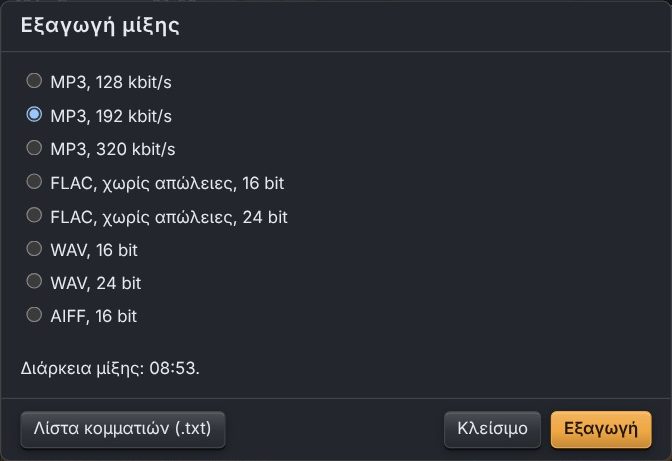 Εξαγωγή μίξης
MP3, 128 kbit/s
MP3, 192 kbit/s
MP3, 320 kbit/s
FLAC, χωρίς απώλειες, 16 bit
FLAC, χωρίς απώλειες, 24 bit
WAV, 16 bit
WAV, 24 bit
AIFF, 16 bit
Διάρκεια μίξης: 08:53.
Λίστα κομματιών (.txt) Κλείσιμο Εξαγωγή